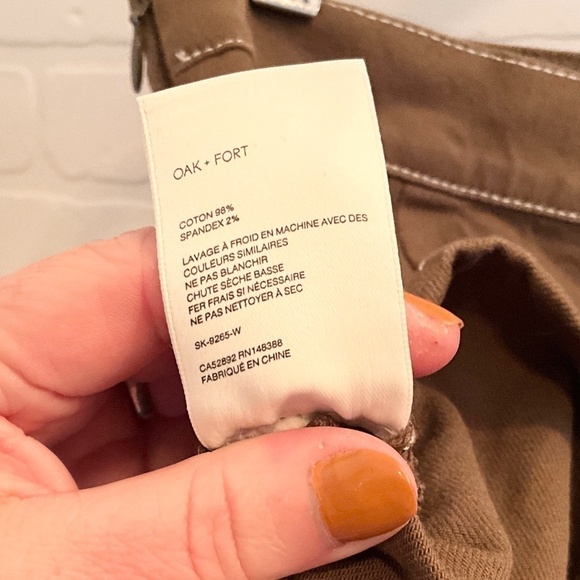 OAK + FORT
COTON 98%
SPANDEX 2%
LAVAGE À FROID EN MACHINE AVEC DES
COULEURS SIMILAIRES
NE PAS BLANCHIR
CHUTE SÈCHE BASSE
FER FRAIS SI NÉCESSAIRE
NE PAS NETTOYER À SEC
SK-9265-W
CA52892 RN148388
FABRIQUÉ EN CHINE